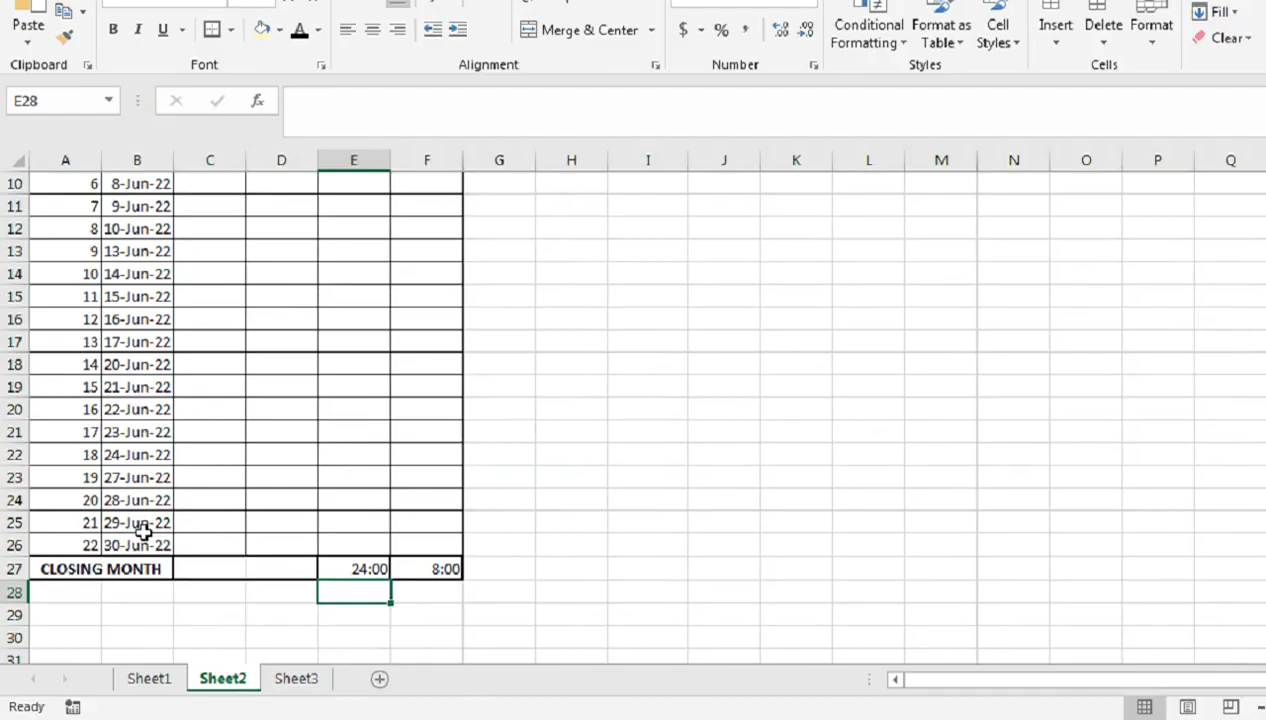 Paste
B I U A
Merge & Center
$ % ,
Conditional Formatting
Format as Table
Cell Styles
Insert
Delete
Format
Fill
Clear
Clipboard
Font
Alignment
Number
Styles
Cells
E28
fx
A B C D E F G H I J K L M N O P Q
10 6 8-Jun-22
11 7 9-Jun-22
12 8 10-Jun-22
13 9 13-Jun-22
14 10 14-Jun-22
15 11 15-Jun-22
16 12 16-Jun-22
17 13 17-Jun-22
18 14 20-Jun-22
19 15 21-Jun-22
20 16 22-Jun-22
21 17 23-Jun-22
22 18 24-Jun-22
23 19 27-Jun-22
24 20 28-Jun-22
25 21 29-Jun-22
26 22 30-Jun-22
27 CLOSING MONTH 24:00 8:00
28
29
30
31
Sheet1 Sheet2 Sheet3
Ready